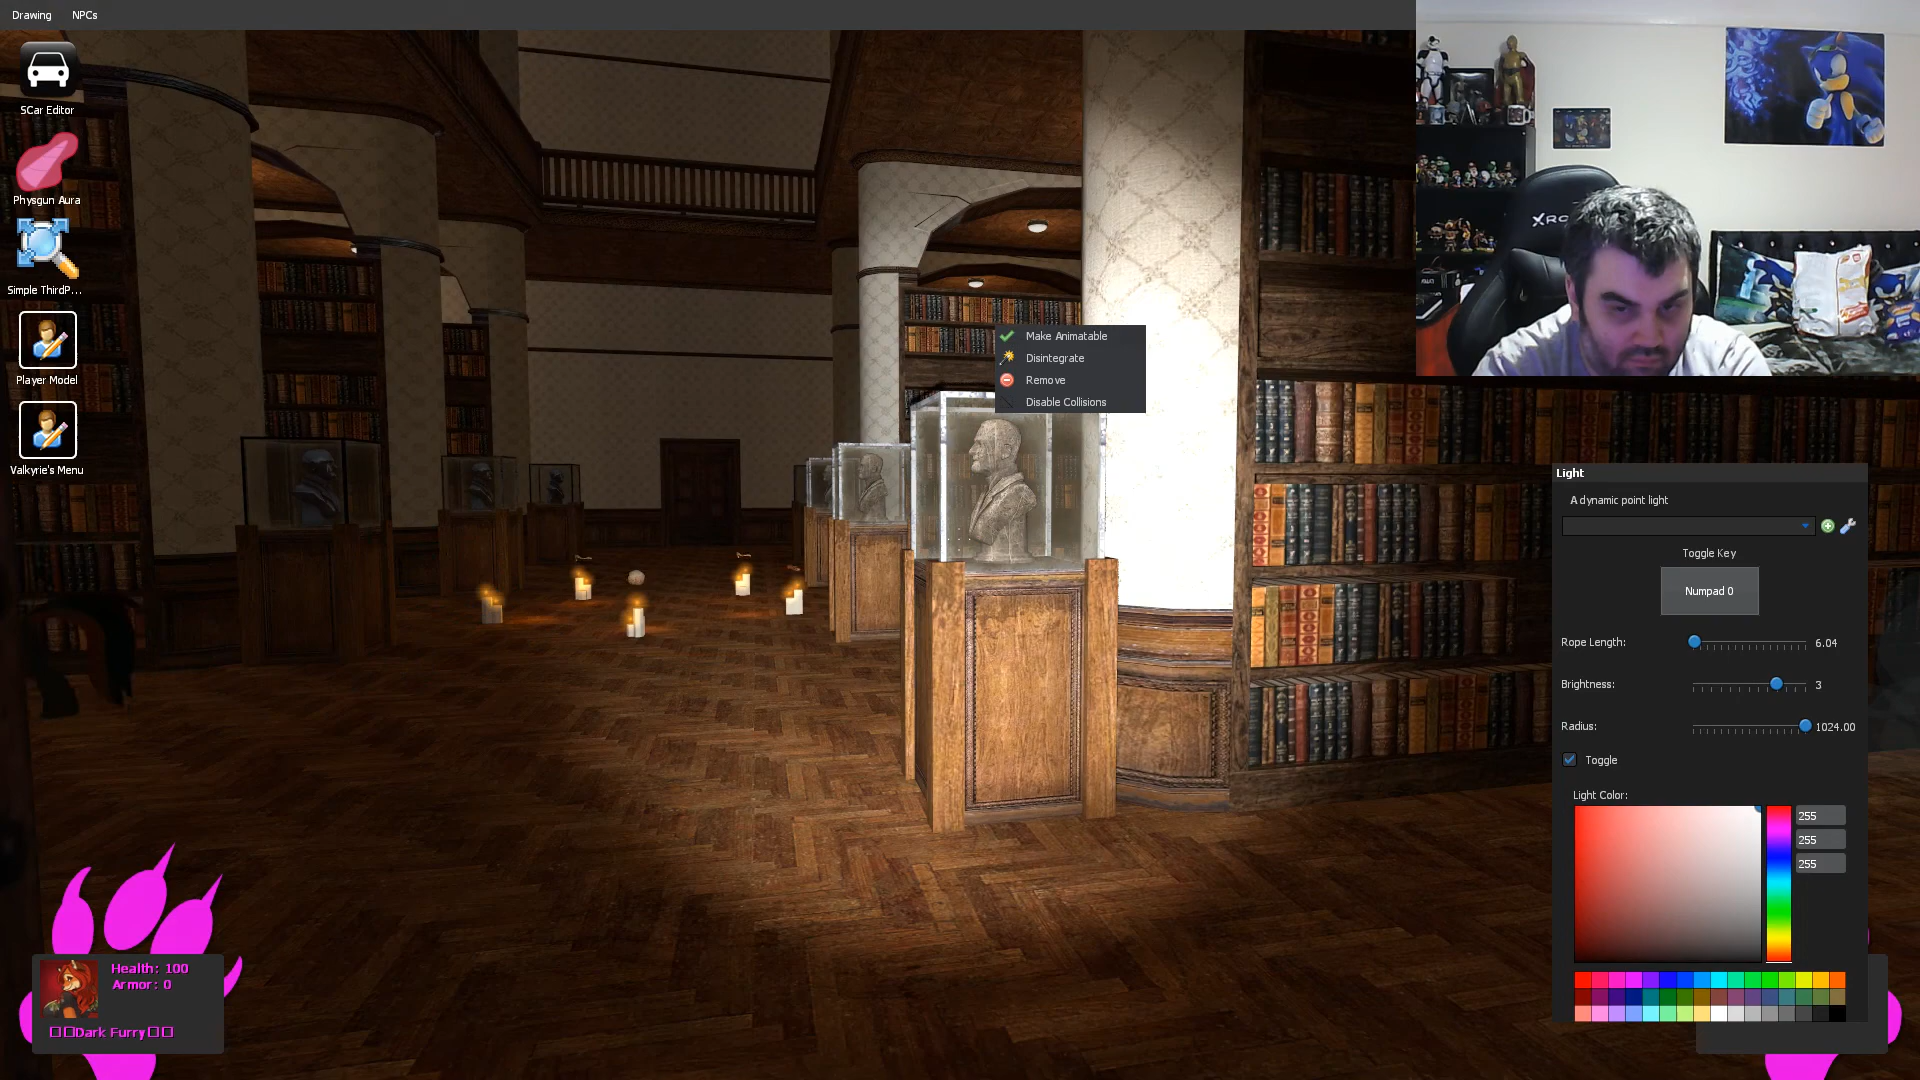 Drawing NPCs
SCar Editor
Physgun Aura
Simple ThirdP...
Player Model
Valkyrie's Menu
Make Animatable
Disintegrate
Remove
Disable Collisions
XRO
Light
A dynamic point light
Toggle Key
Numpad 0
Rope Length: 6.04
Brightness: 3
Radius: 1024.00
Toggle
Light Color:
255
255
255
Health: 100
Armor: 0
□□Dark Furry□□